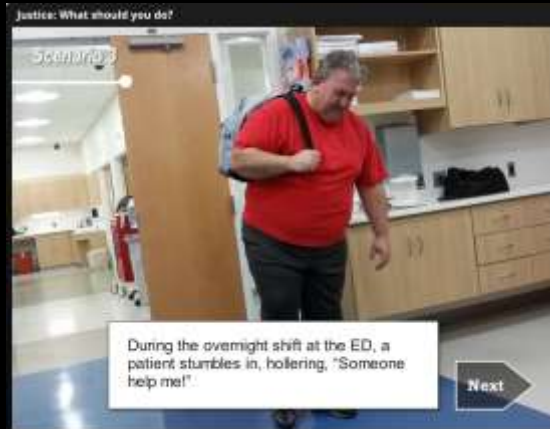 Justice: What should you do?
Scenario 3
During the overnight shift at the ED, a
patient stumbles in, hollering, "Someone
help me!"
Next